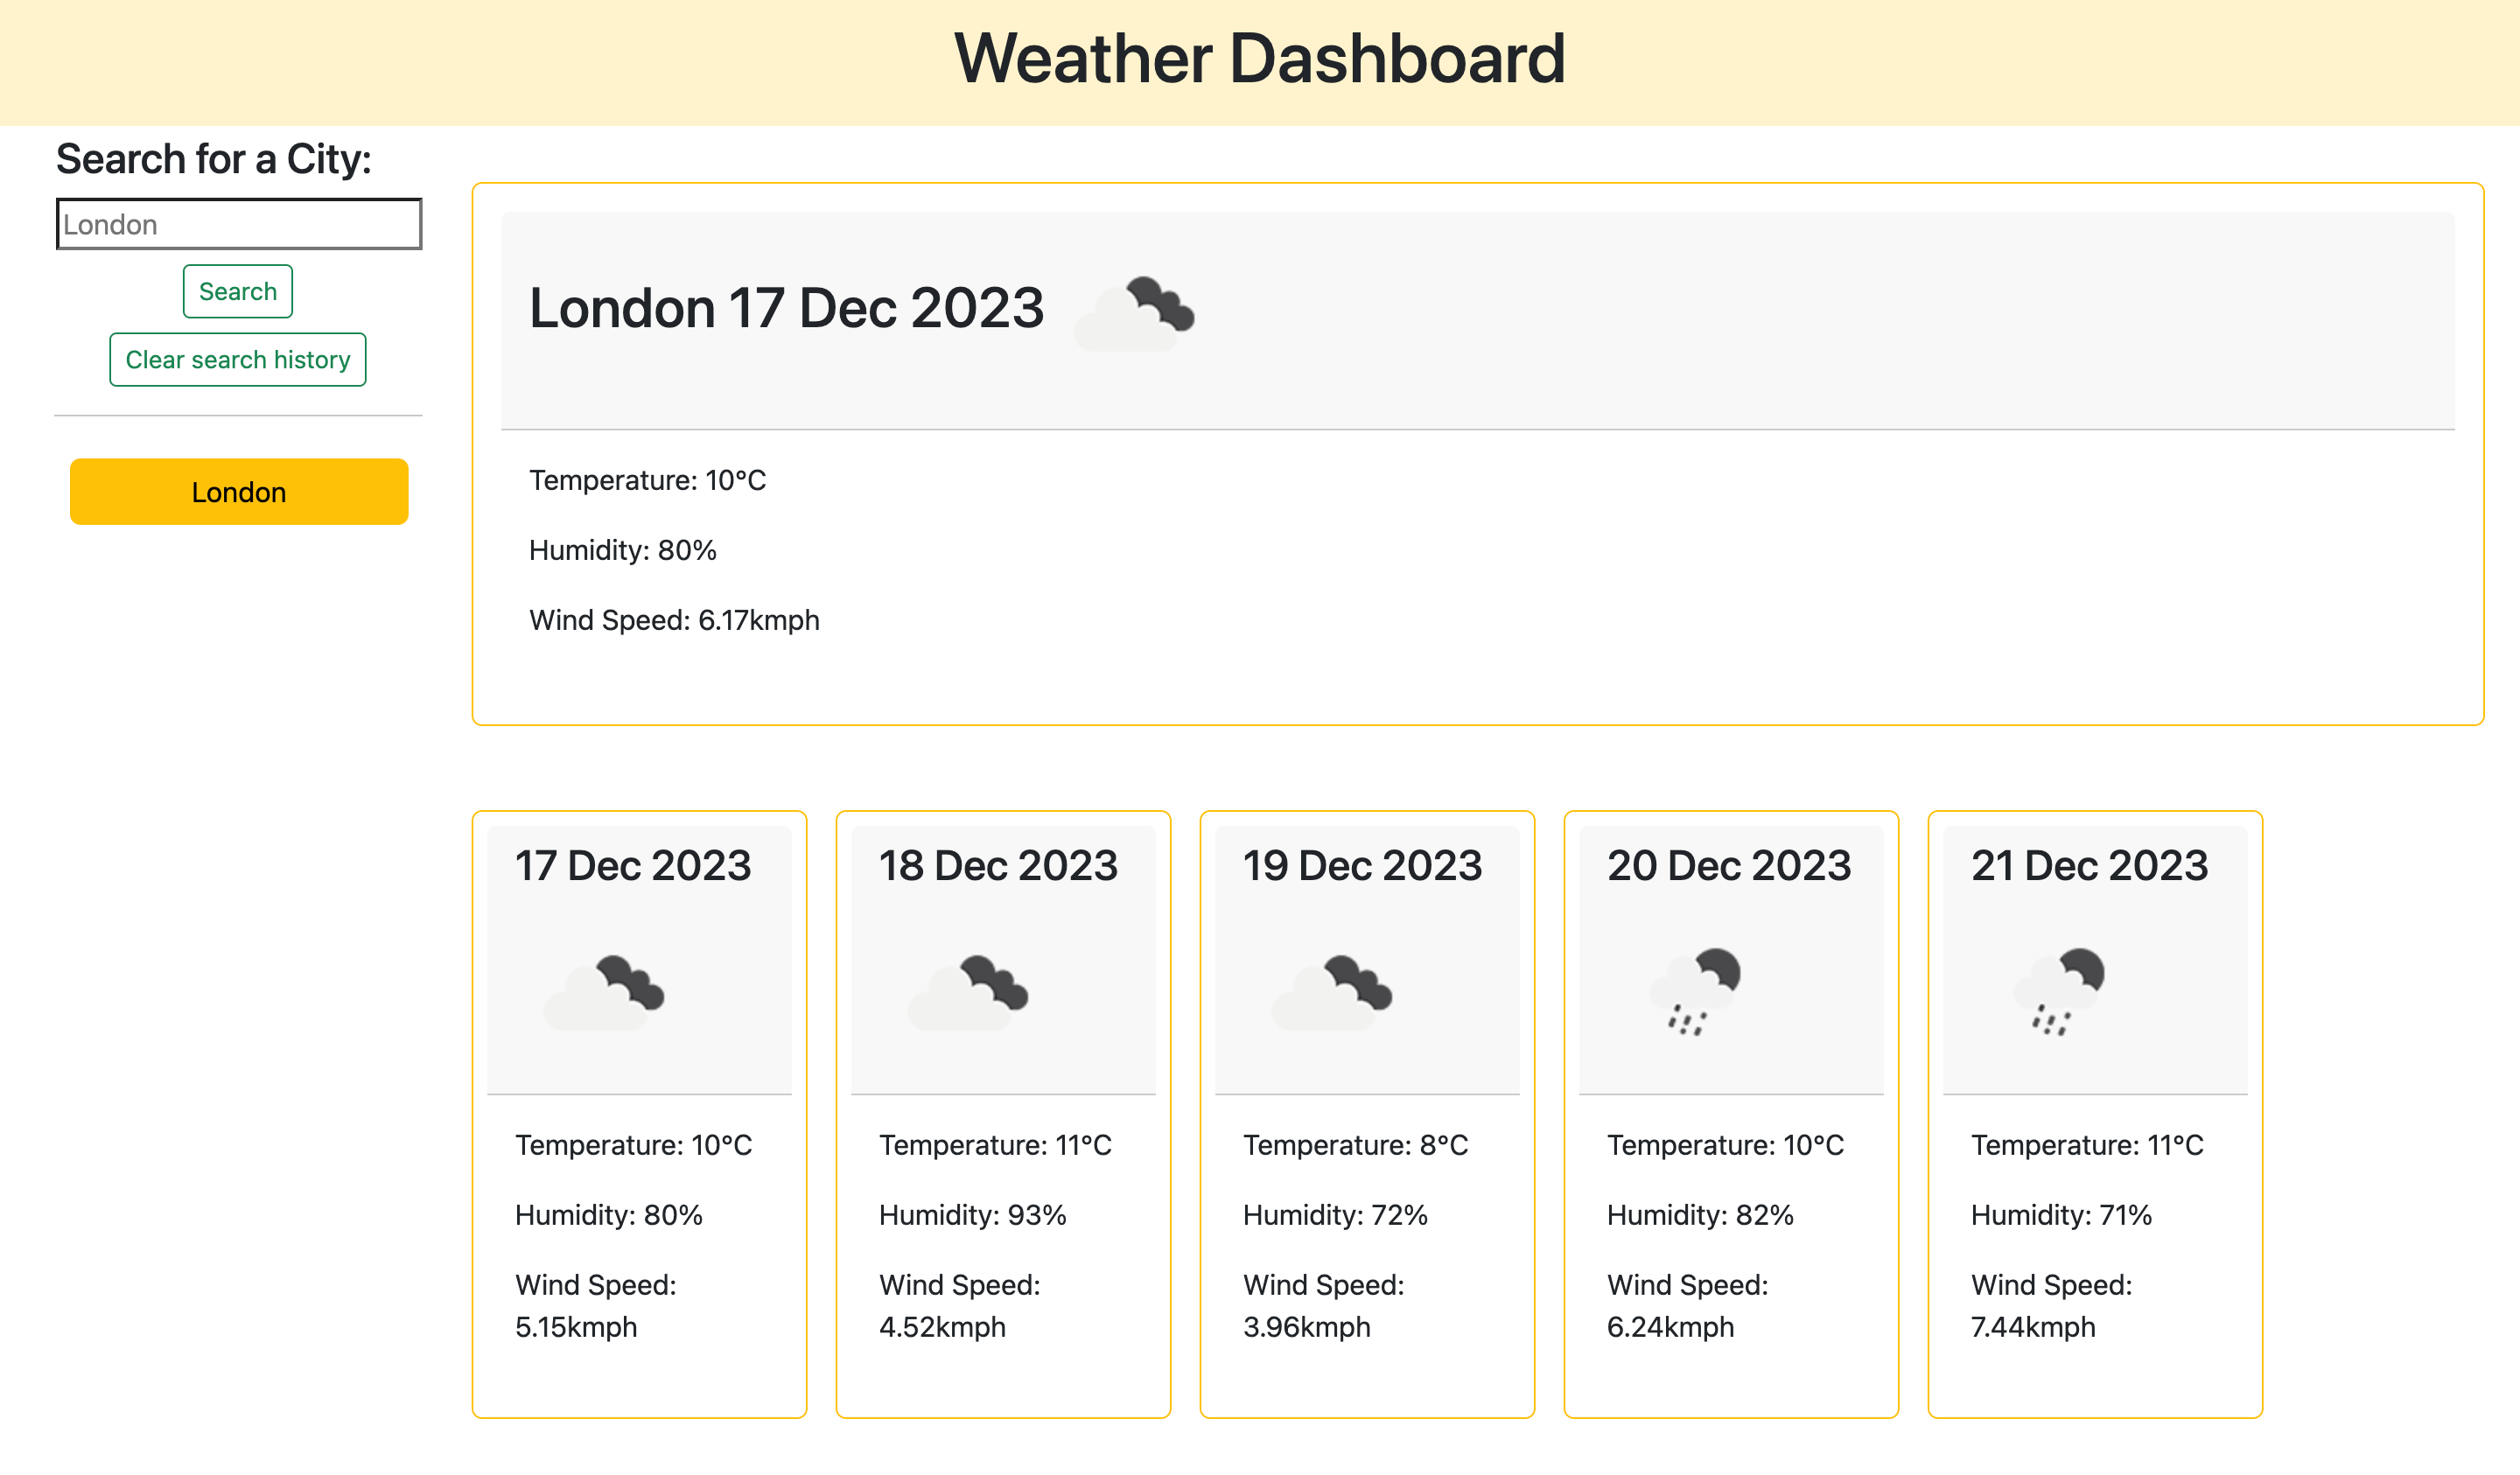 Weather Dashboard
Search for a City:
London
Search
Clear search history
London
London 17 Dec 2023
Temperature: 10°C
Humidity: 80%
Wind Speed: 6.17kmph
17 Dec 2023
Temperature: 10°C
Humidity: 80%
Wind Speed:
5.15kmph
18 Dec 2023
Temperature: 11°C
Humidity: 93%
Wind Speed:
4.52kmph
19 Dec 2023
Temperature: 8°C
Humidity: 72%
Wind Speed:
3.96kmph
20 Dec 2023
Temperature: 10°C
Humidity: 82%
Wind Speed:
6.24kmph
21 Dec 2023
Temperature: 11°C
Humidity: 71%
Wind Speed:
7.44kmph